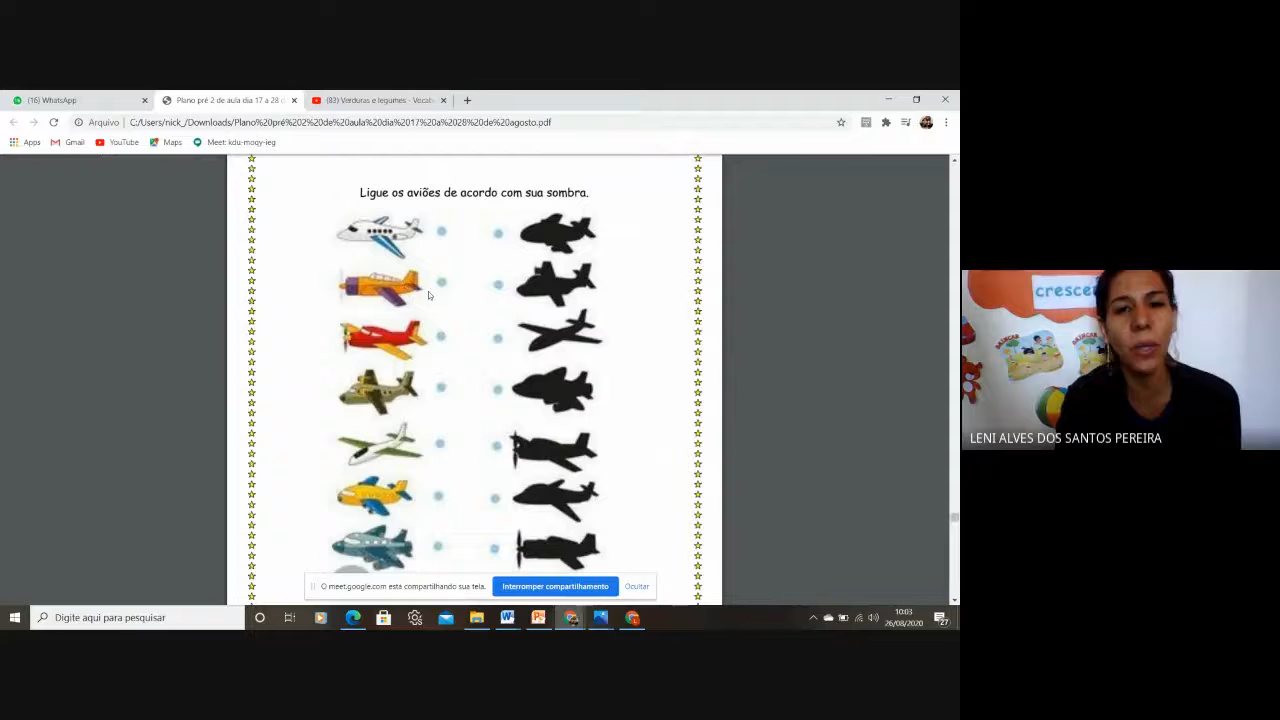 (16) WhatsApp
Plano pré 2 de aula dia 17 a 28 d
(83) Verduras e legumes - Vocab
Arquivo
C:/Users/nick_/Downloads/Plano%20pré%202%20de%20aula%20dia%2017%20a%2028%20de%20agosto.pdf
Apps
Gmail
YouTube
Maps
Meet: kdu-moqy-ieg
Ligue os aviões de acordo com sua sombra.
crescer
BRINCAR
LENI ALVES DOS SANTOS PEREIRA
O meet.google.com está compartilhando sua tela.
Interromper compartilhamento
Ocultar
Digite aqui para pesquisar
10:03
26/08/2020
27